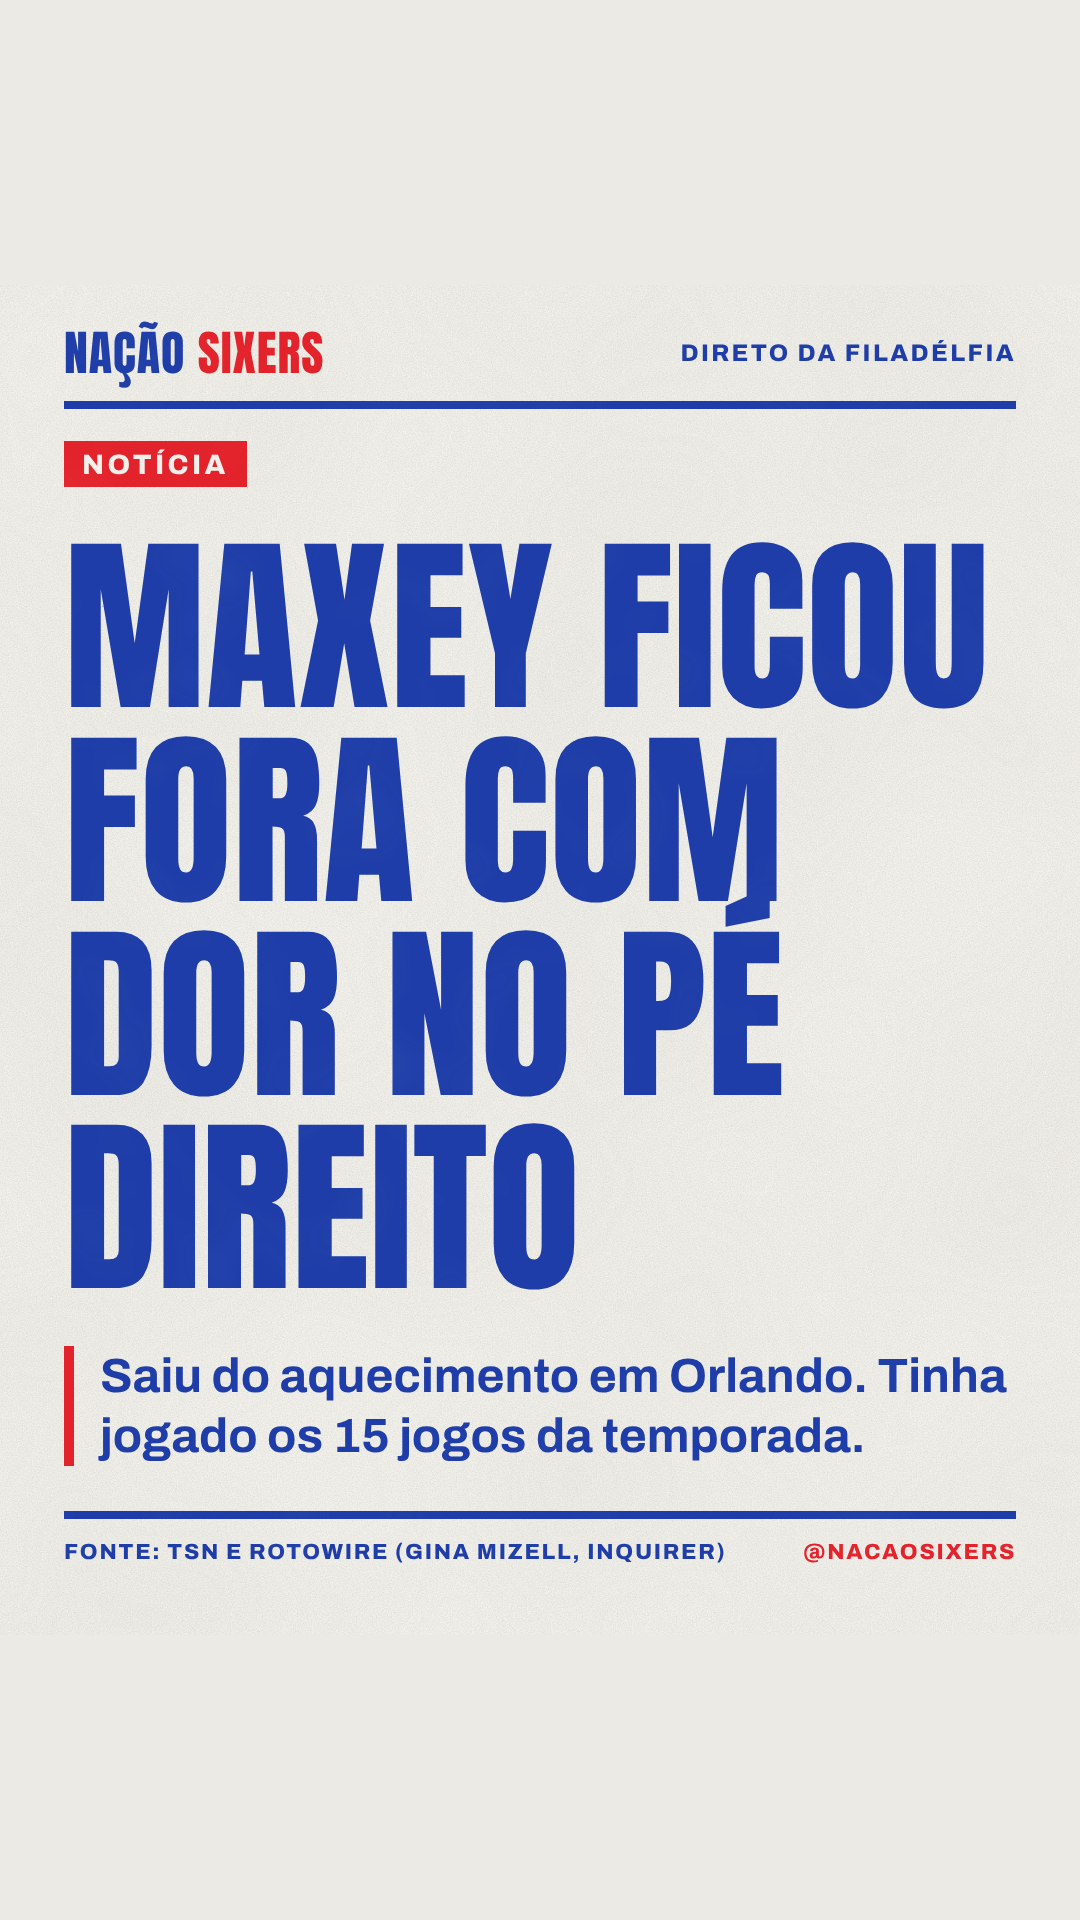 NAÇÃO SIXERS
DIRETO DA FILADÉLFIA
NOTÍCIA
MAXEY FICOU
FORA COM
DOR NO PÉ
DIREITO
Saiu do aquecimento em Orlando. Tinha
jogado os 15 jogos da temporada.
FONTE: TSN E ROTOWIRE (GINA MIZELL, INQUIRER)
@NACAOSIXERS